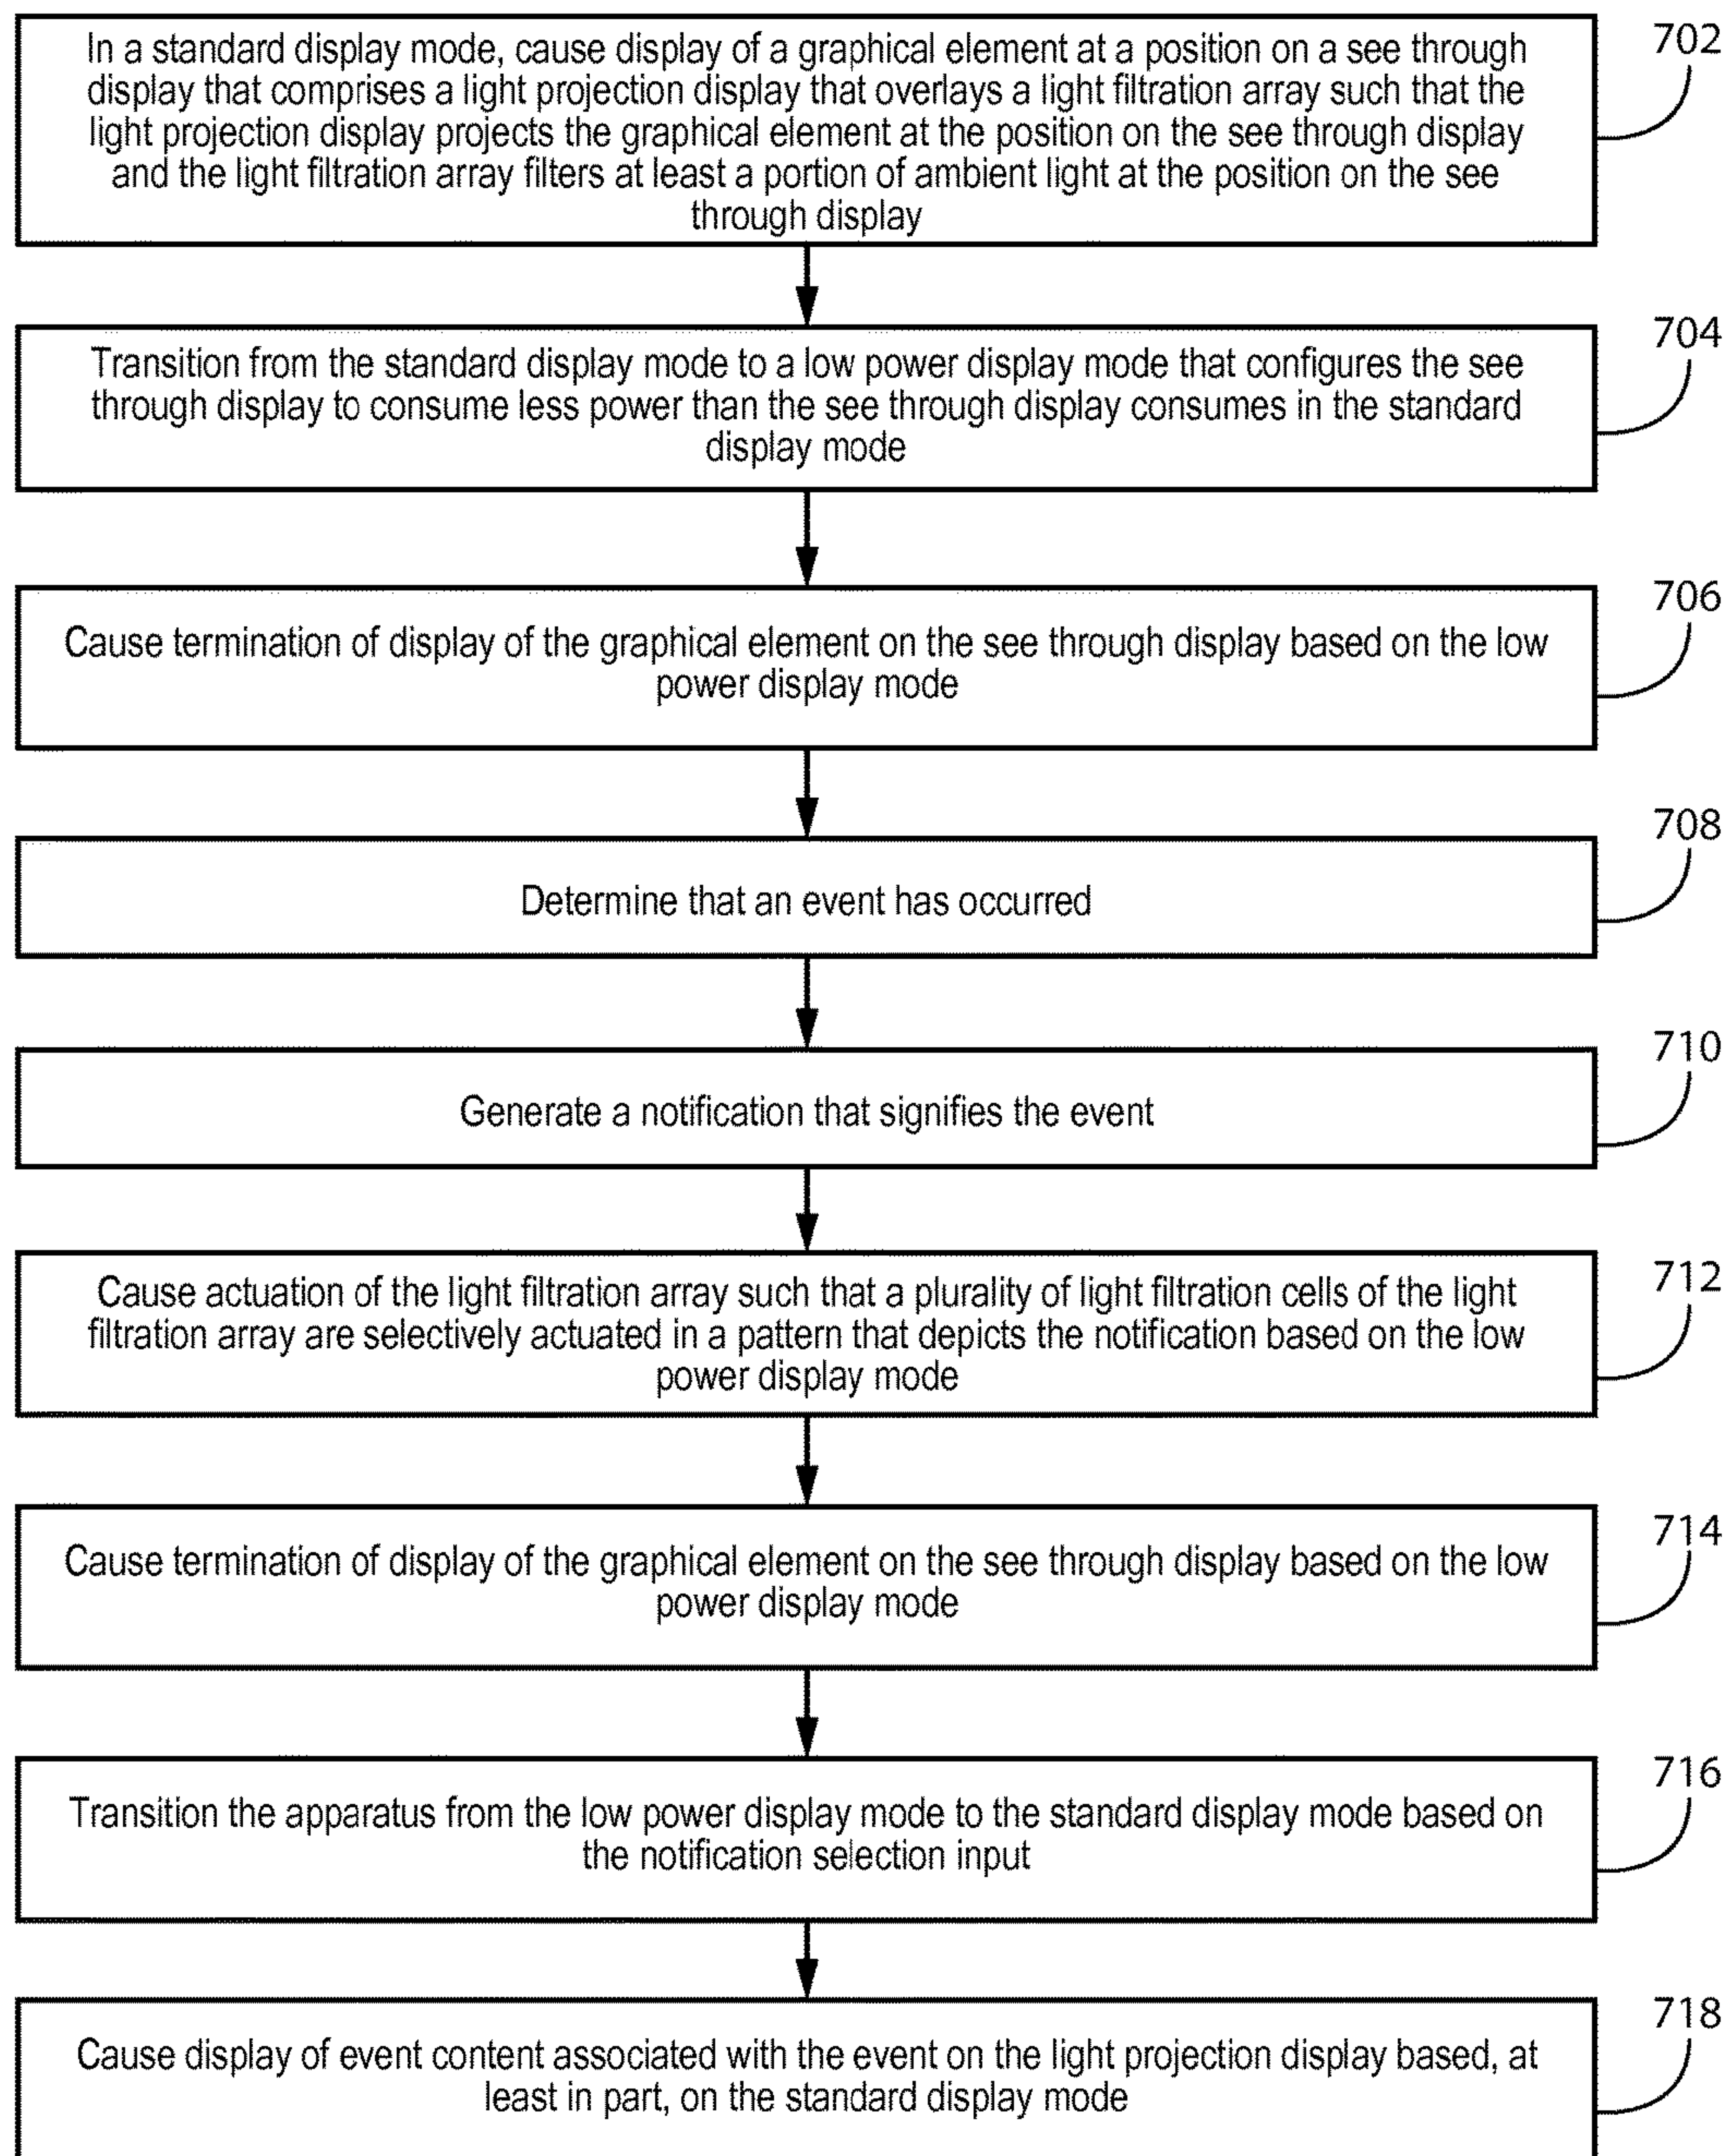 702
In a standard display mode, cause display of a graphical element at a position on a see through
display that comprises a light projection display that overlays a light filtration array such that the
light projection display projects the graphical element at the position on the see through display
and the light filtration array filters at least a portion of ambient light at the position on the see
through display
704
Transition from the standard display mode to a low power display mode that configures the see
through display to consume less power than the see through display consumes in the standard
display mode
706
Cause termination of display of the graphical element on the see through display based on the low
power display mode
708
Determine that an event has occurred
710
Generate a notification that signifies the event
712
Cause actuation of the light filtration array such that a plurality of light filtration cells of the light
filtration array are selectively actuated in a pattern that depicts the notification based on the low
power display mode
714
Cause termination of display of the graphical element on the see through display based on the low
power display mode
716
Transition the apparatus from the low power display mode to the standard display mode based on
the notification selection input
718
Cause display of event content associated with the event on the light projection display based, at
least in part, on the standard display mode